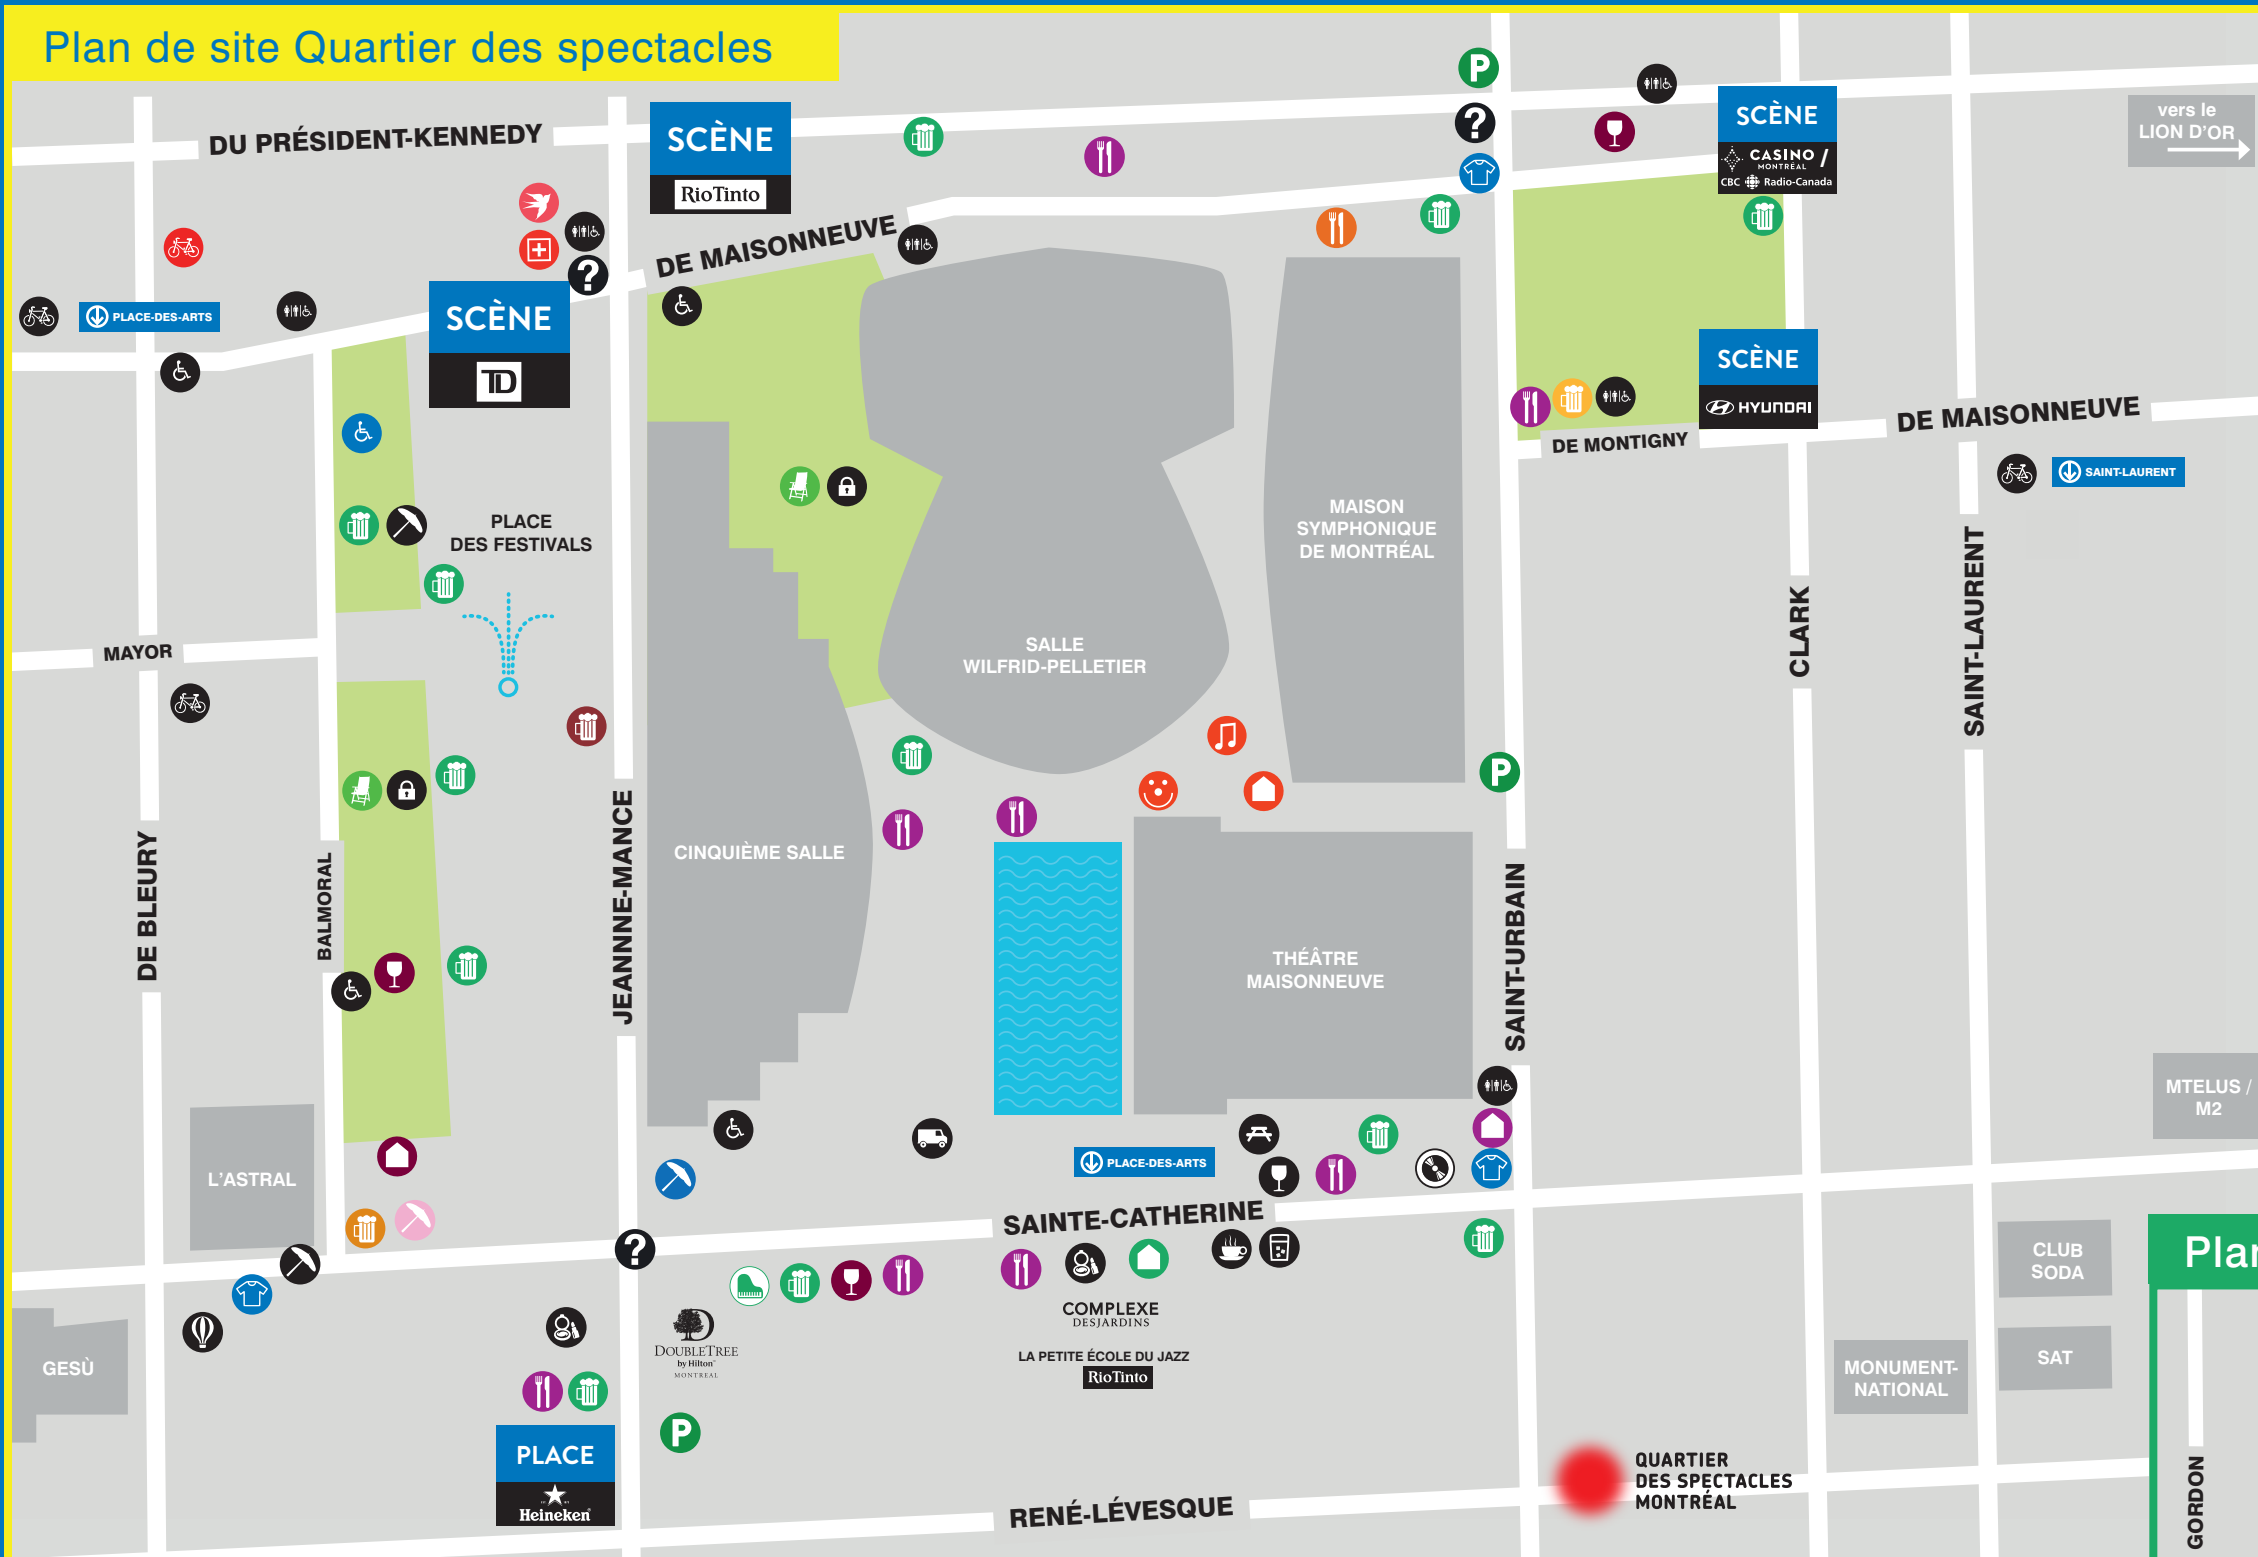 Plan de site Quartier des spectacles
DU PRÉSIDENT-KENNEDY
SCÈNE
RioTinto
P
?
SCÈNE
CASINO /
MONTRÉAL
CBC Radio-Canada
vers le
LION D'OR
DE MAISONNEUVE
?
PLACE-DES-ARTS
SCÈNE
TD
SCÈNE
HYUNDAI
DE MONTIGNY
DE MAISONNEUVE
SAINT-LAURENT
PLACE
DES FESTIVALS
MAISON
SYMPHONIQUE
DE MONTRÉAL
MAYOR
SALLE
WILFRID-PELLETIER
CLARK
SAINT-LAURENT
P
DE BLEURY
BALMORAL
JEANNE-MANCE
CINQUIÈME SALLE
SAINT-URBAIN
THÉÂTRE
MAISONNEUVE
MTELUS /
M2
L'ASTRAL
PLACE-DES-ARTS
SAINTE-CATHERINE
?
CLUB
SODA
Plan
COMPLEXE
DESJARDINS
D
DOUBLETREE
by Hilton
MONTREAL
LA PETITE ÉCOLE DU JAZZ
RioTinto
GESÙ
SAT
MONUMENT-
NATIONAL
P
PLACE
Heineken
RENÉ-LÉVESQUE
QUARTIER
DES SPECTACLES
MONTRÉAL
GORDON